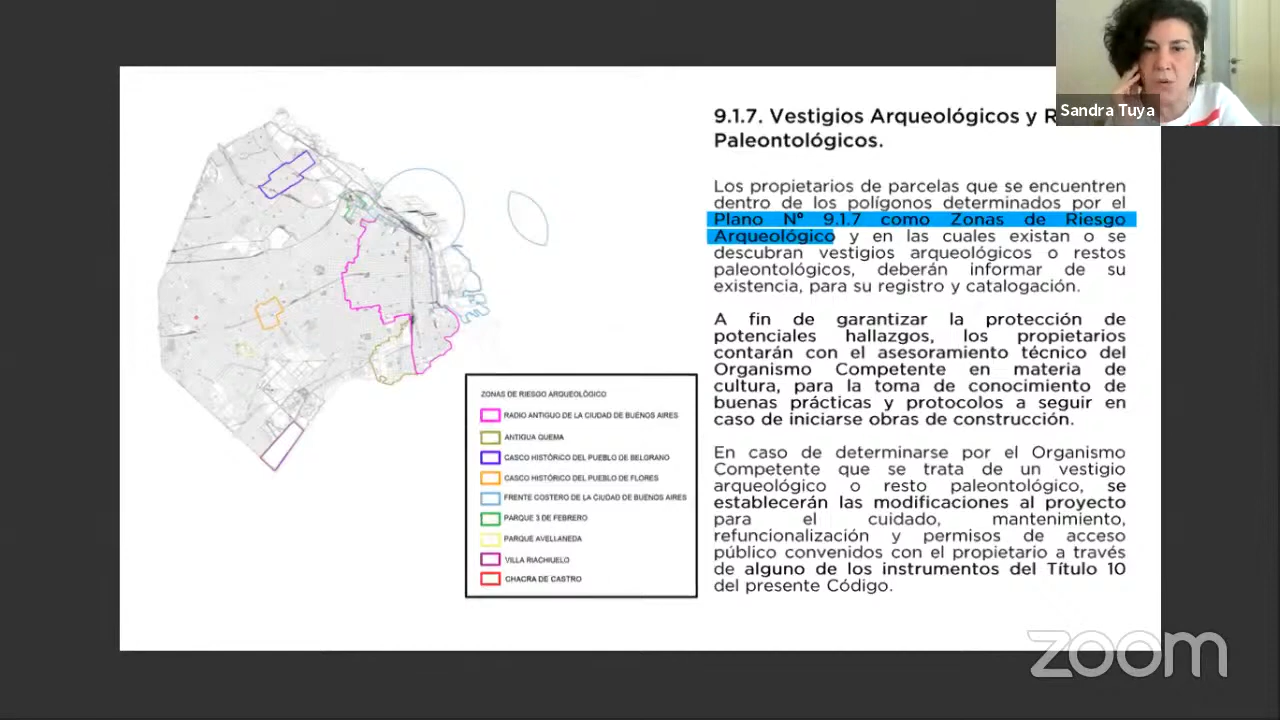 Sandra Tuya
9.1.7. Vestigios Arqueológicos y
Paleontológicos.
Los propietarios de parcelas que se encuentren
dentro de los polígonos determinados por el
Plano N° 9.1.7 como Zonas de Riesgo
Arqueológico y en las cuales existan o se
descubran vestigios arqueológicos o restos
paleontológicos, deberán informar de su
existencia, para su registro y catalogación.
A fin de garantizar la protección de
potenciales hallazgos, los propietarios
contarán con el asesoramiento técnico del
Organismo Competente en materia de
cultura, para la toma de conocimiento de
buenas prácticas y protocolos a seguir en
caso de iniciarse obras de construcción.
En caso de determinarse por el Organismo
Competente que se trata de un vestigio
arqueológico o resto paleontológico, se
establecerán las modificaciones al proyecto
para el cuidado, mantenimiento,
refuncionalización y permisos de acceso
público convenidos con el propietario a través
de alguno de los instrumentos del Título 10
del presente Código.
ZONAS DE RIESGO ARQUEOLÓGICO
RADIO ANTIGUO DE LA CIUDAD DE BUENOS AIRES
ANTIGUA QUEMA
CASCO HISTÓRICO DEL PUEBLO DE BELGRANO
CASCO HISTÓRICO DEL PUEBLO DE FLORES
FRENTE COSTERO DE LA CIUDAD DE BUENOS AIRES
PARQUE 3 DE FEBRERO
PARQUE AVELLANEDA
VILLA RIACHUELO
CHACRA DE CASTRO
zoom